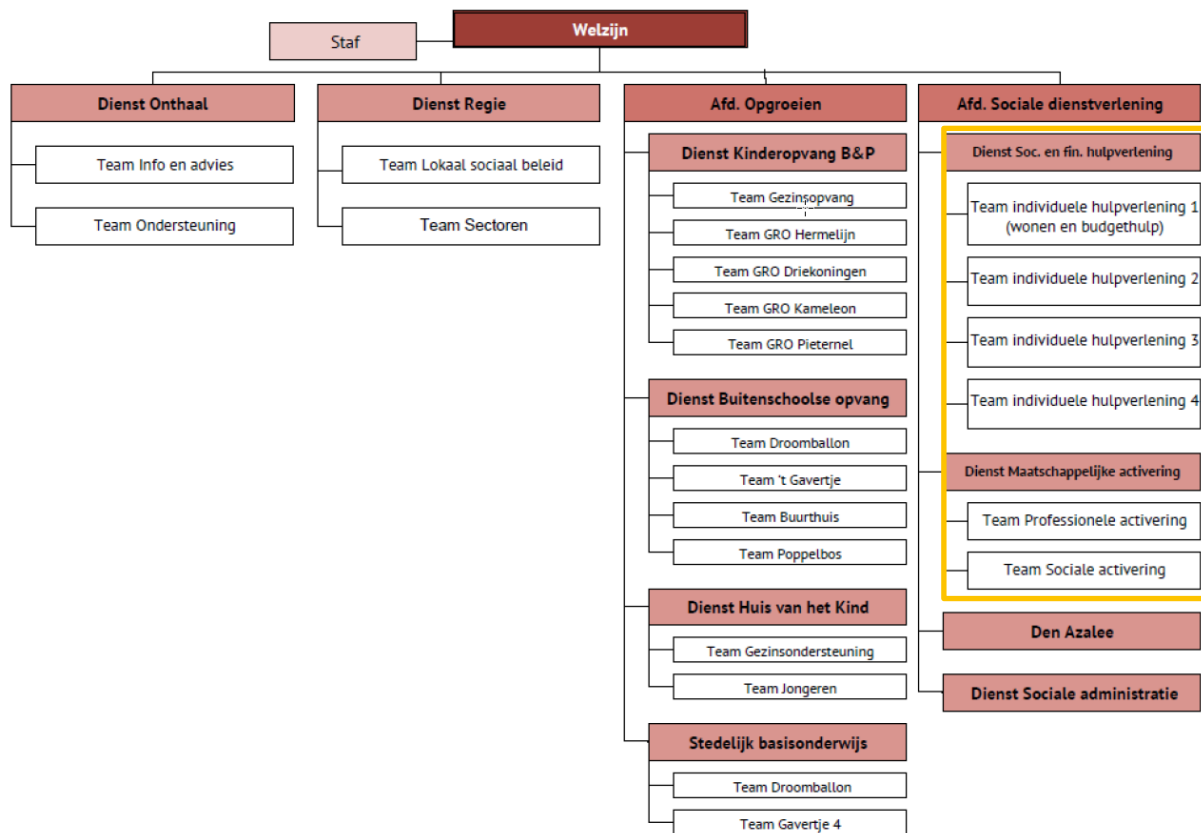 Welzijn
Staf
Dienst Onthaal
Team Info en advies
Team Ondersteuning
Dienst Regie
Team Lokaal sociaal beleid
Team Sectoren
Afd. Opgroeien
Dienst Kinderopvang B&P
Team Gezinsopvang
Team GRO Hermelijn
Team GRO Driekoningen
Team GRO Kameleon
Team GRO Pieternel
Dienst Buitenschoolse opvang
Team Droomballon
Team 't Gavertje
Team Buurthuis
Team Poppelbos
Dienst Huis van het Kind
Team Gezinsondersteuning
Team Jongeren
Stedelijk basisonderwijs
Team Droomballon
Team Gavertje 4
Afd. Sociale dienstverlening
Dienst Soc. en fin. hulpverlening
Team individuele hulpverlening 1
(wonen en budgethulp)
Team individuele hulpverlening 2
Team individuele hulpverlening 3
Team individuele hulpverlening 4
Dienst Maatschappelijke activering
Team Professionele activering
Team Sociale activering
Den Azalee
Dienst Sociale administratie